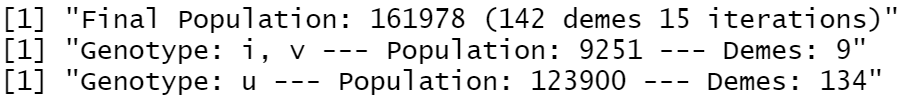 [1] "Final Population: 161978 (142 demes 15 iterations)"
[1] "Genotype: i, v --- Population: 9251 --- Demes: 9"
[1] "Genotype: u --- Population: 123900 --- Demes: 134"